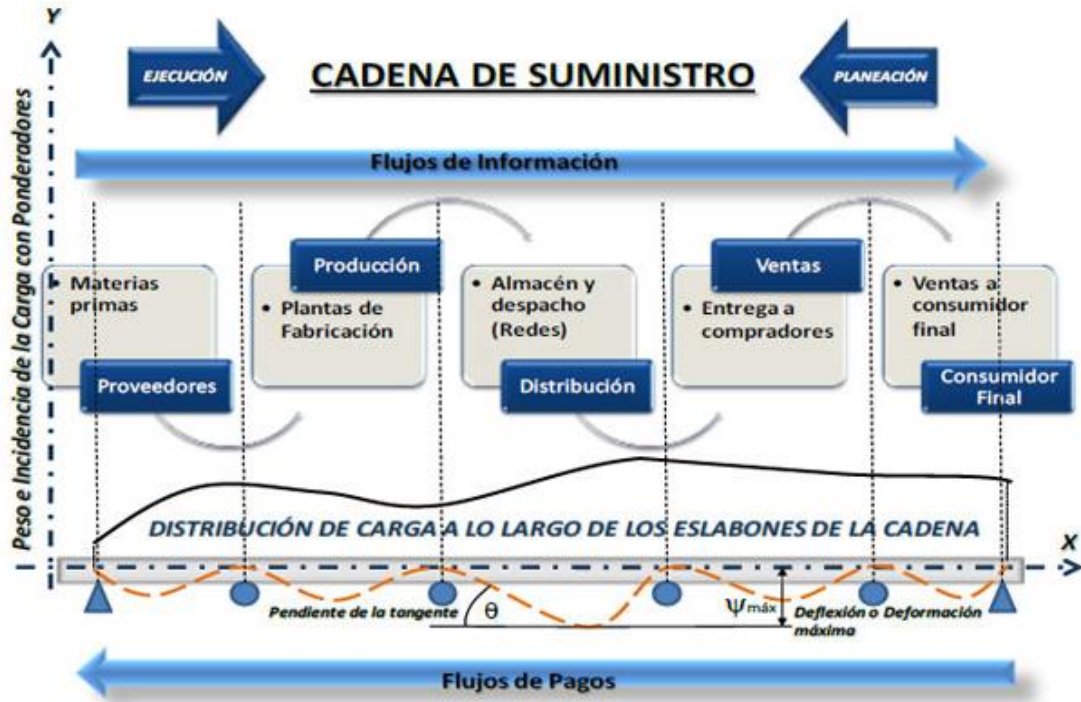 Y
EJECUCIÓN
CADENA DE SUMINISTRO
PLANEACIÓN
Peso e Incidencia de la Carga con Ponderadores
Flujos de Información
• Materias
primas
Proveedores
Producción
• Plantas de
Fabricación
• Almacén y
despacho
(Redes)
Distribución
Ventas
• Entrega a
compradores
• Ventas a
consumidor
final
Consumidor
Final
DISTRIBUCIÓN DE CARGA A LO LARGO DE LOS ESLABONES DE LA CADENA
X
Pendiente de la tangente
θ
Ψmáx
Deflexión o Deformación
máxima
Flujos de Pagos